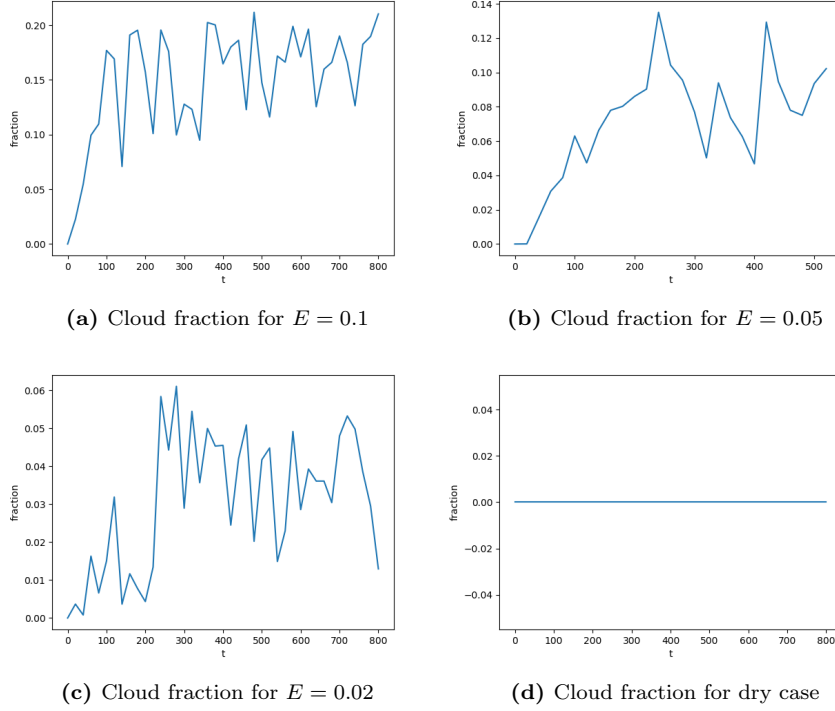 0.20
0.15
0.10
0.05
0.00
fraction
0 100 200 300 400 500 600 700 800
t
(a) Cloud fraction for E = 0.1
0.14
0.12
0.10
0.08
0.06
0.04
0.02
0.00
fraction
0 100 200 300 400 500
t
(b) Cloud fraction for E = 0.05
0.06
0.05
0.04
0.03
0.02
0.01
0.00
fraction
0 100 200 300 400 500 600 700 800
t
(c) Cloud fraction for E = 0.02
0.04
0.02
0.00
−0.02
−0.04
fraction
0 100 200 300 400 500 600 700 800
t
(d) Cloud fraction for dry case